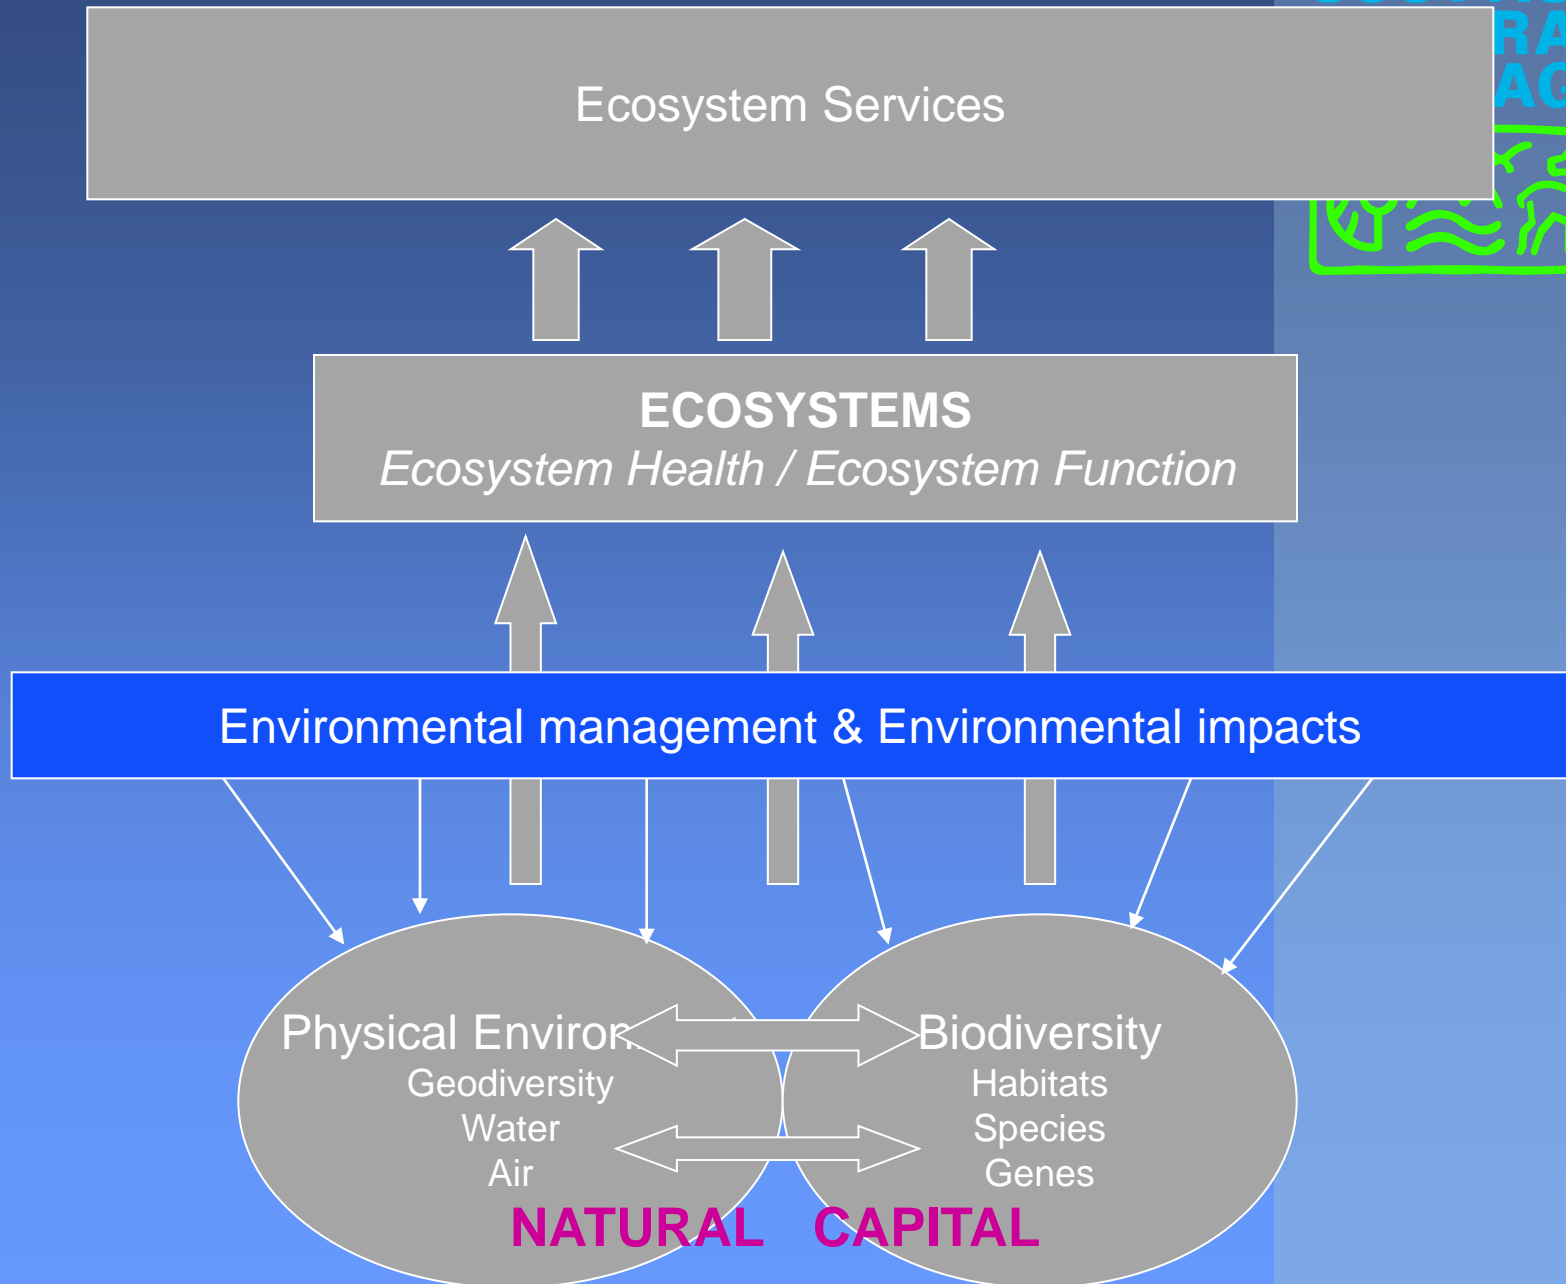 Ecosystem Services
ECOSYSTEMS
Ecosystem Health / Ecosystem Function
Environmental management & Environmental impacts
Physical
Geodiversity
Water
Air
Biodiversity
Habitats
Species
Genes
NATURAL CAPITAL